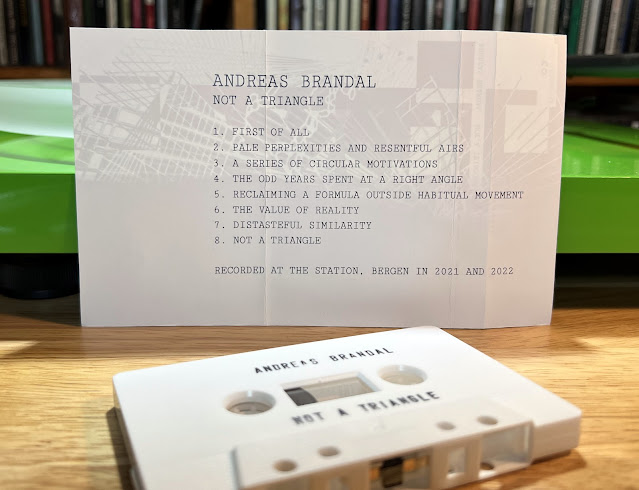 ANDREAS BRANDAL
NOT A TRIANGLE
1. FIRST OF ALL
2. PALE PERPLEXITIES AND RESENTFUL AIRS
3. A SERIES OF CIRCULAR MOTIVATIONS
4. THE ODD YEARS SPENT AT A RIGHT ANGLE
5. RECLAIMING A FORMULA OUTSIDE HABITUAL MOVEMENT
6. THE VALUE OF REALITY
7. DISTASTEFUL SIMILARITY
8. NOT A TRIANGLE
RECORDED AT THE STATION, BERGEN IN 2021 AND 2022
ANDREAS BRANDAL
NOT A TRIANGLE